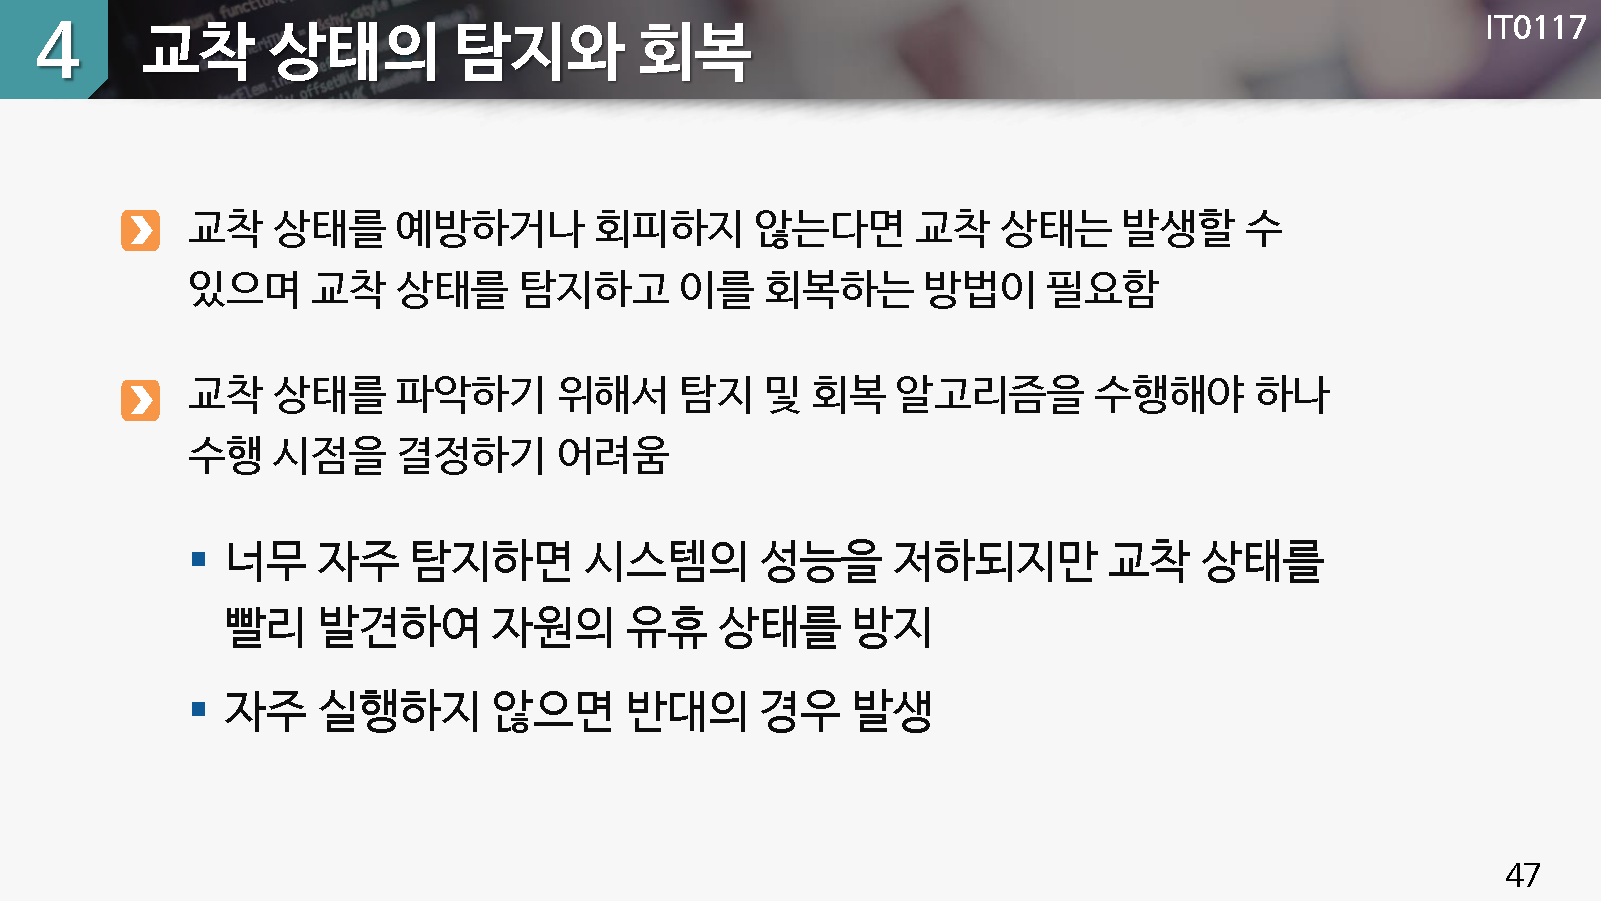 4 교착 상태의 탐지와 회복
IT0117
교착 상태를 예방하거나 회피하지 않는다면 교착 상태는 발생할 수
있으며 교착 상태를 탐지하고 이를 회복하는 방법이 필요함
교착 상태를 파악하기 위해서 탐지 및 회복 알고리즘을 수행해야 하나
수행 시점을 결정하기 어려움
너무 자주 탐지하면 시스템의 성능을 저하되지만 교착 상태를
빨리 발견하여 자원의 유휴 상태를 방지
자주 실행하지 않으면 반대의 경우 발생
47